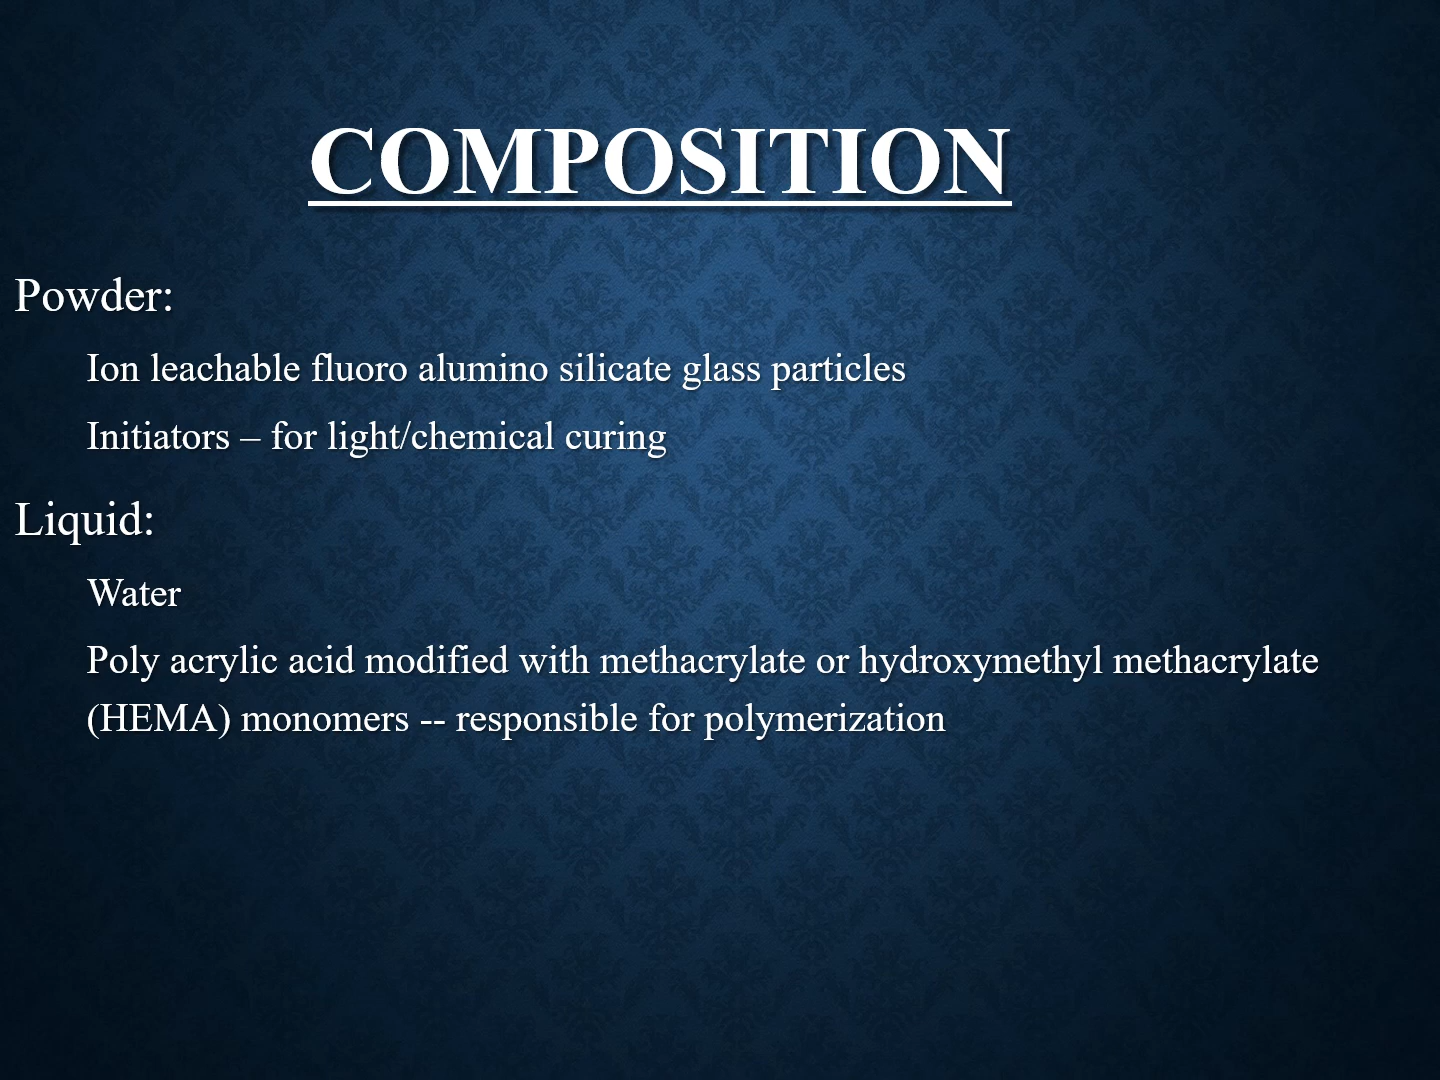 COMPOSITION
Powder:
Ion leachable fluoro alumino silicate glass particles
Initiators – for light/chemical curing
Liquid:
Water
Poly acrylic acid modified with methacrylate or hydroxymethyl methacrylate
(HEMA) monomers -- responsible for polymerization